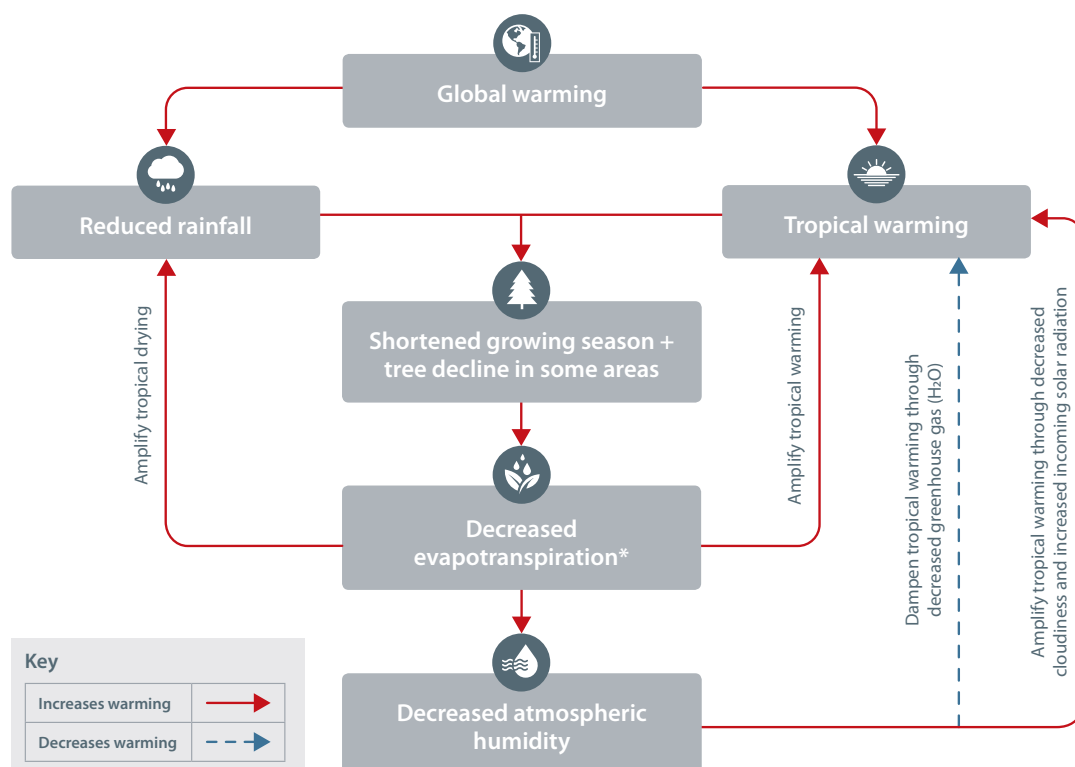 Global warming
Reduced rainfall
Tropical warming
Shortened growing season +
tree decline in some areas
Amplify tropical drying
Amplify tropical warming
Dampen tropical warming through
decreased greenhouse gas (H₂O)
Amplify tropical warming through decreased
cloudiness and increased incoming solar radiation
Decreased
evapotranspiration*
Decreased atmospheric
humidity
Key
Increases warming
Decreases warming